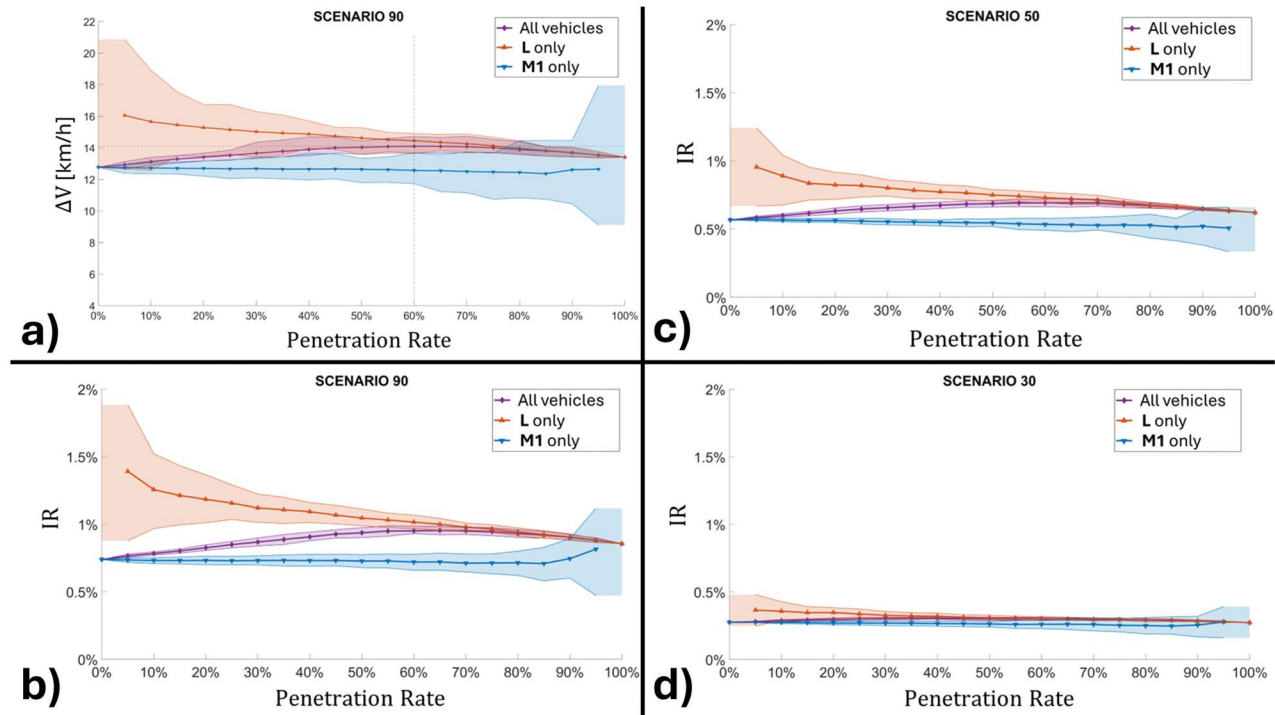 SCENARIO 90
22
20
18
16
14
12
10
8
6
4
ΔV [km/h]
All vehicles
L only
M1 only
0% 10% 20% 30% 40% 50% 60% 70% 80% 90% 100%
Penetration Rate
a)
SCENARIO 50
2%
1.5%
1%
0.5%
0%
IR
All vehicles
L only
M1 only
0% 10% 20% 30% 40% 50% 60% 70% 80% 90% 100%
Penetration Rate
c)
SCENARIO 90
2%
1.5%
1%
0.5%
0%
IR
All vehicles
L only
M1 only
0% 10% 20% 30% 40% 50% 60% 70% 80% 90% 100%
Penetration Rate
b)
SCENARIO 30
2%
1.5%
1%
0.5%
0%
IR
All vehicles
L only
M1 only
0% 10% 20% 30% 40% 50% 60% 70% 80% 90% 100%
Penetration Rate
d)